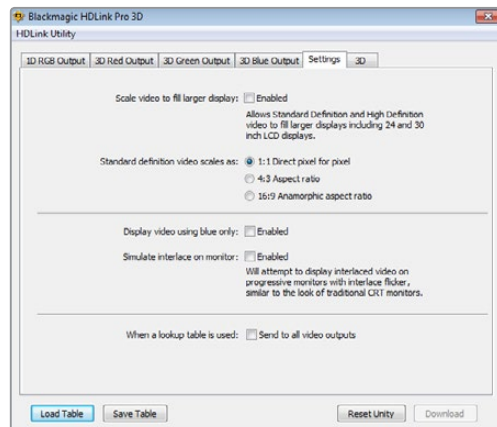 Blackmagic HDLink Pro 3D
HDLink Utility
1D RGB Output 3D Red Output 3D Green Output 3D Blue Output Settings 3D
Scale video to fill larger display: Enabled
Allows Standard Definition and High Definition
video to fill larger displays including 24 and 30
inch LCD displays.
Standard definition video scales as: 1:1 Direct pixel for pixel
4:3 Aspect ratio
16:9 Anamorphic aspect ratio
Display video using blue only: Enabled
Simulate interlace on monitor: Enabled
Will attempt to display interlaced video on
progressive monitors with interlace flicker,
similar to the look of traditional CRT monitors.
When a lookup table is used: Send to all video outputs
Load Table Save Table Reset Unity Download